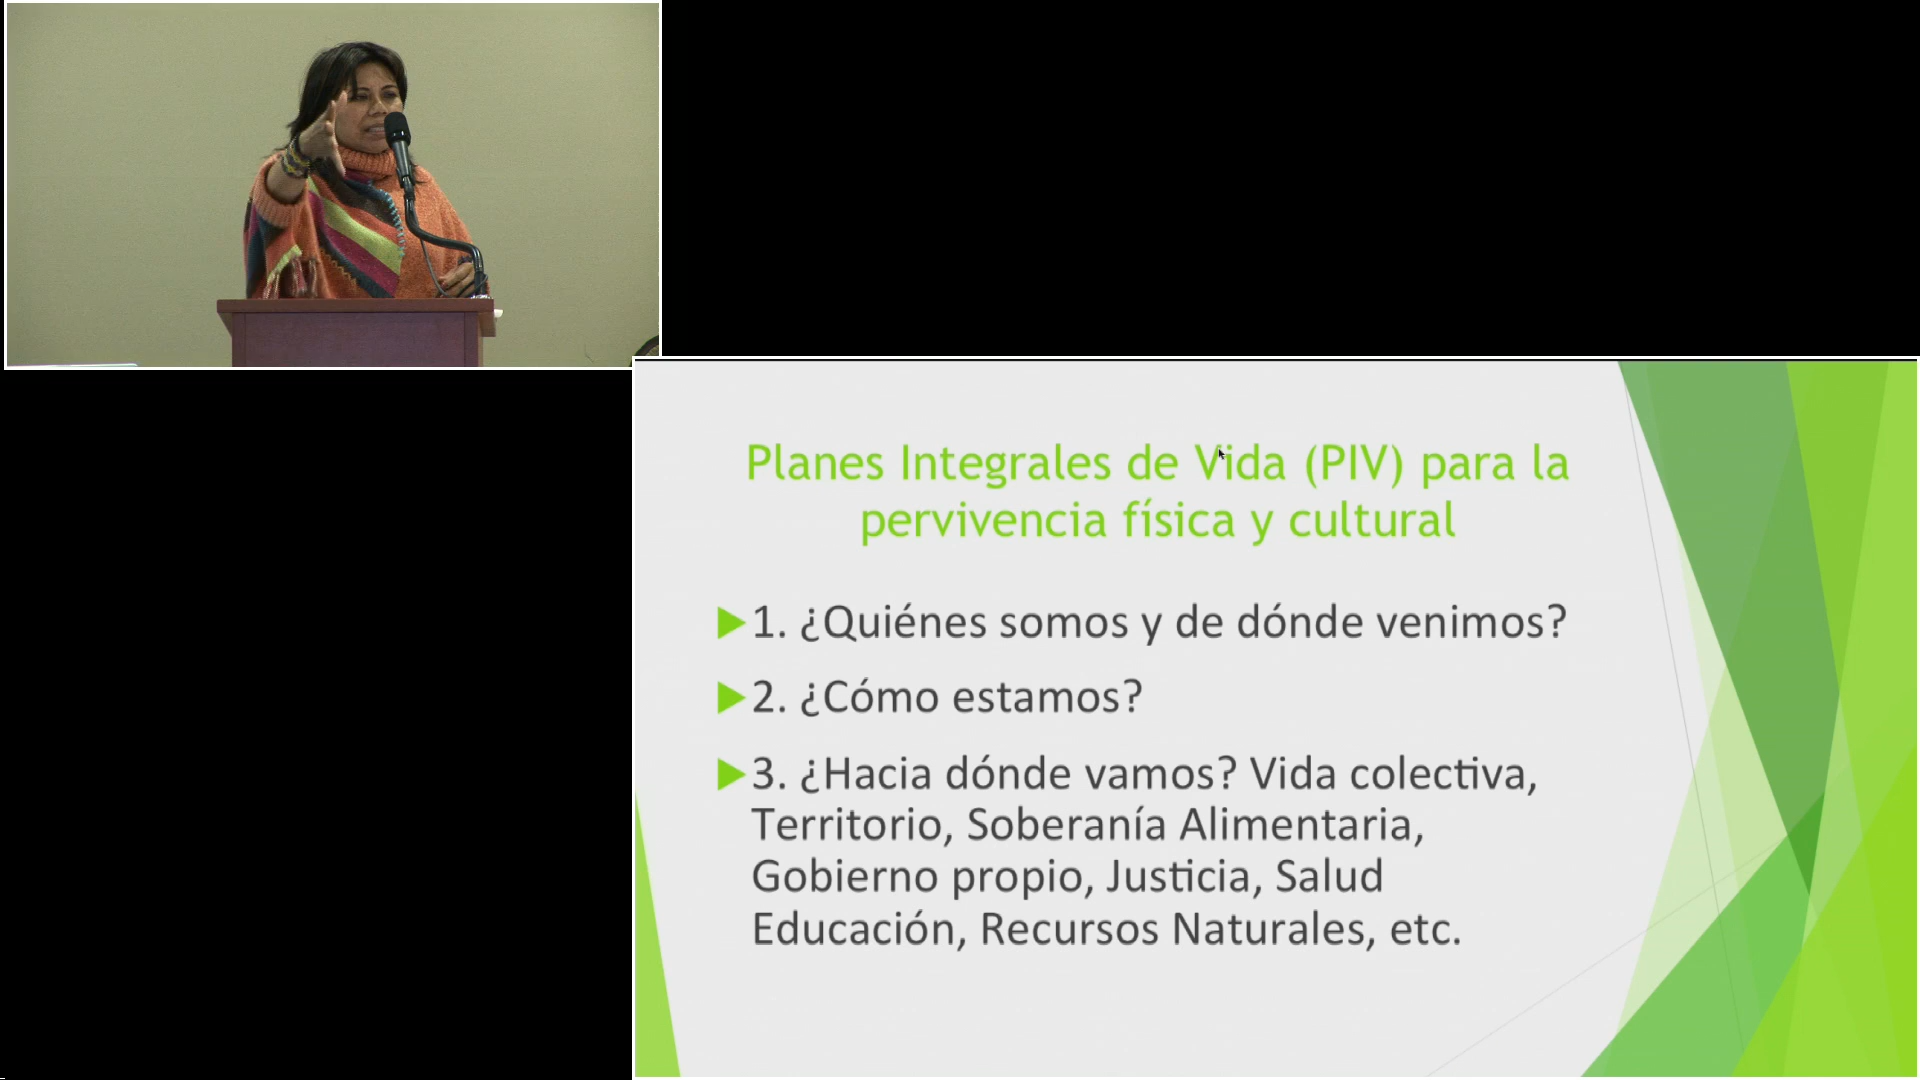 Planes Integrales de Vida (PIV) para la
pervivencia física y cultural
1. ¿Quiénes somos y de dónde venimos?
2. ¿Cómo estamos?
3. ¿Hacia dónde vamos? Vida colectiva,
Territorio, Soberanía Alimentaria,
Gobierno propio, Justicia, Salud
Educación, Recursos Naturales, etc.